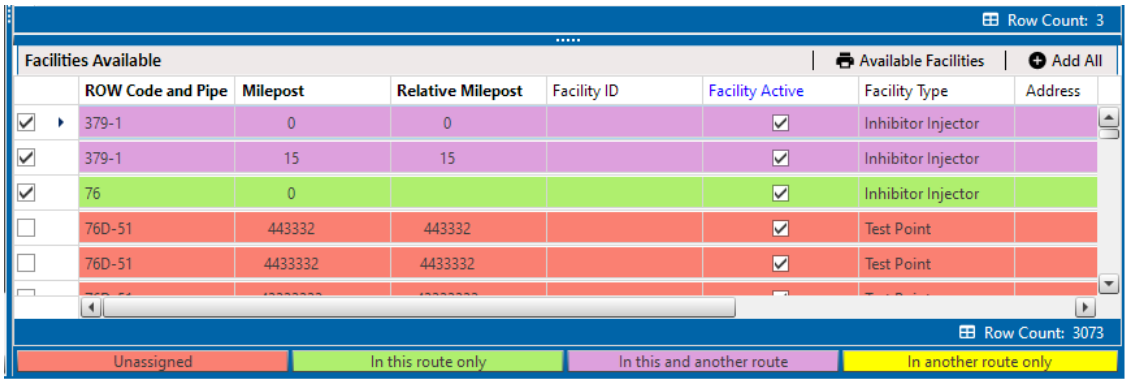 Row Count: 3
Facilities Available Available Facilities Add All
ROW Code and Pipe Milepost Relative Milepost Facility ID Facility Active Facility Type Address
379-1 0 0 Inhibitor Injector
379-1 15 15 Inhibitor Injector
76 0 Inhibitor Injector
76D-51 443332 443332 Test Point
76D-51 4433332 4433332 Test Point
Row Count: 3073
Unassigned In this route only In this and another route In another route only